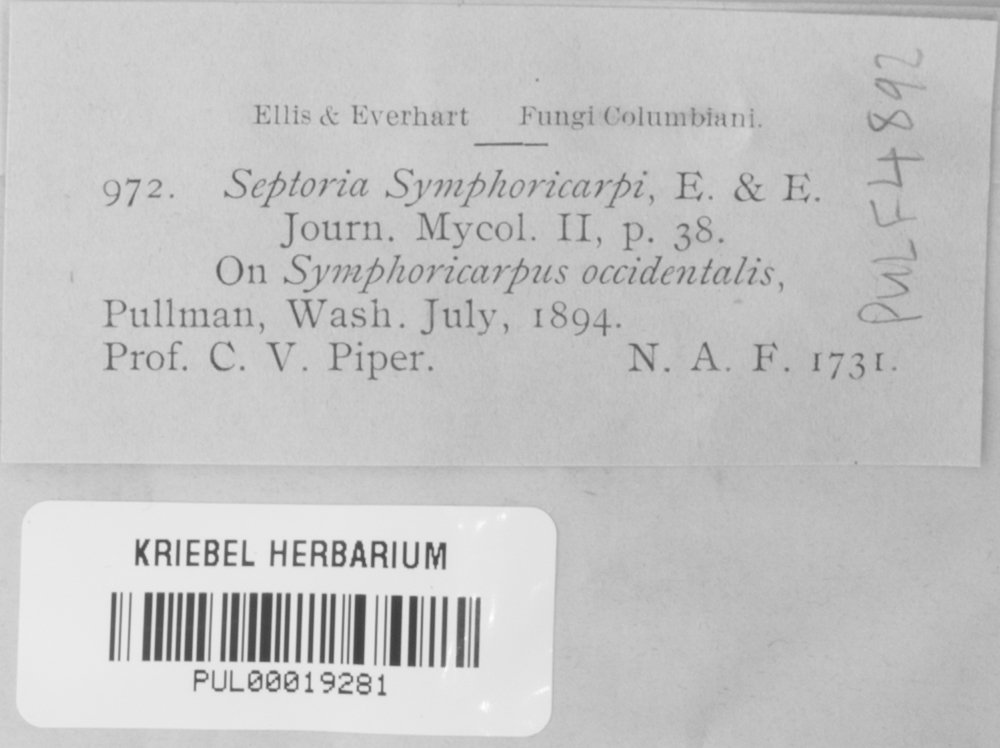 Ellis & Everhart Fungi Columbiani.
972. Septoria Symphoricarpi, E. & E.
Journ. Mycol. II, p. 38.
On Symphoricarpus occidentalis,
Pullman, Wash. July, 1894.
Prof. C. V. Piper. N. A. F. 1731.
PUL F4892
KRIEBEL HERBARIUM
PUL00019281